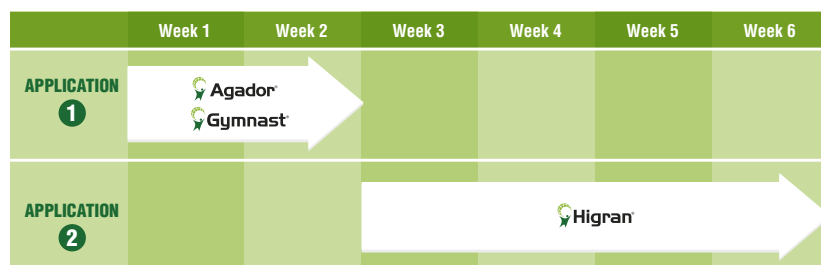 Week 1 Week 2 Week 3 Week 4 Week 5 Week 6
APPLICATION
1
Agador
Gymnast
APPLICATION
2
Higran